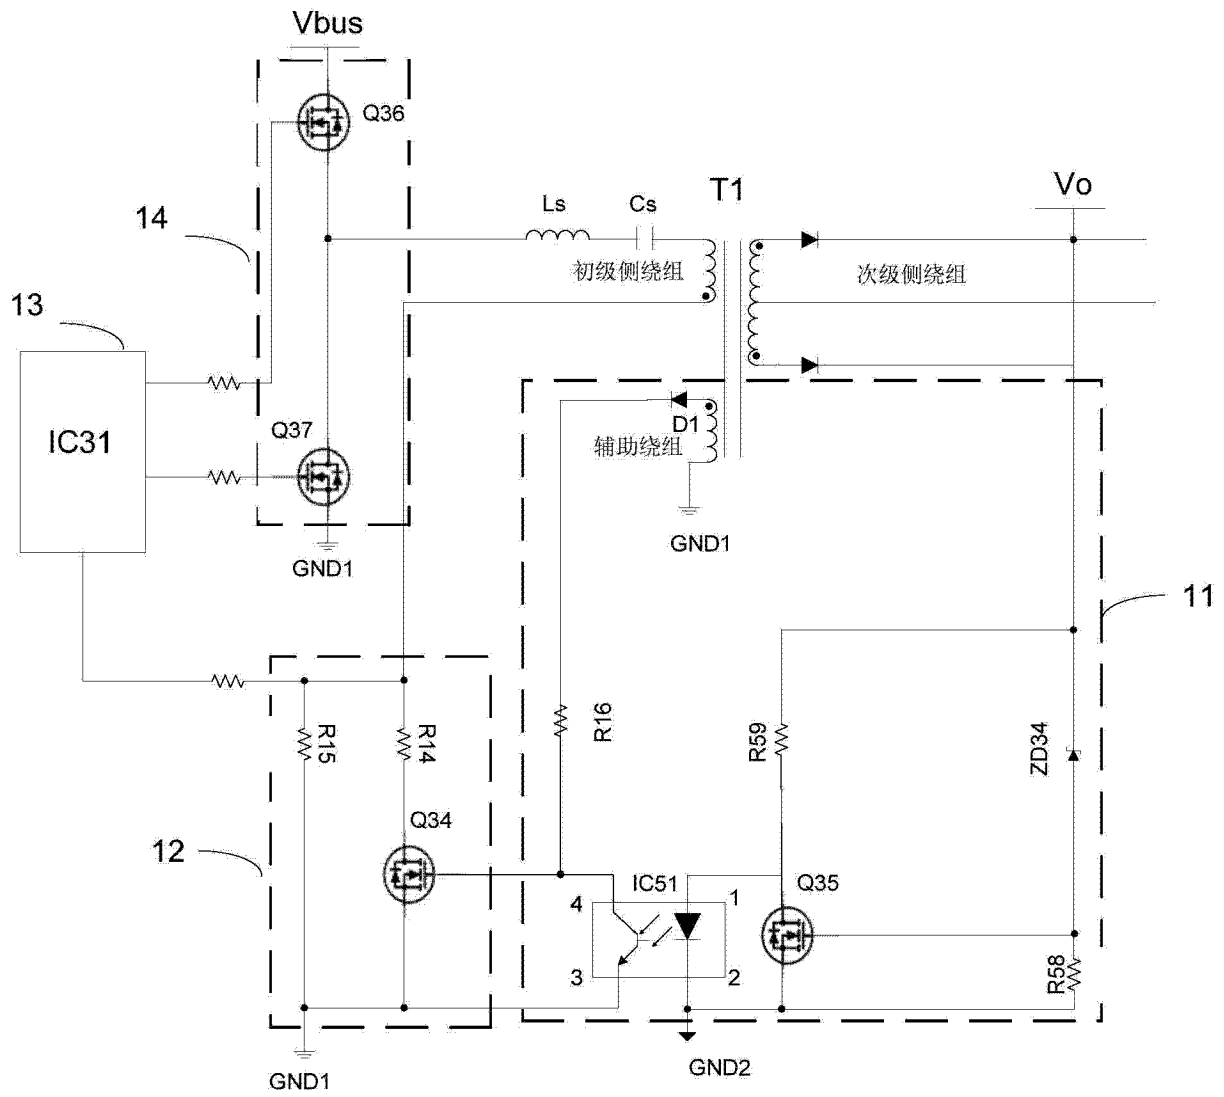 Vbus
Q36
14
Ls
Cs
T1
Vo
初级侧绕组
次级侧绕组
13
IC31
Q37
GND1
D1
辅助绕组
GND1
11
R15
R14
R16
R59
ZD34
Q34
12
IC51
Q35
4
1
3
2
R58
GND1
GND2